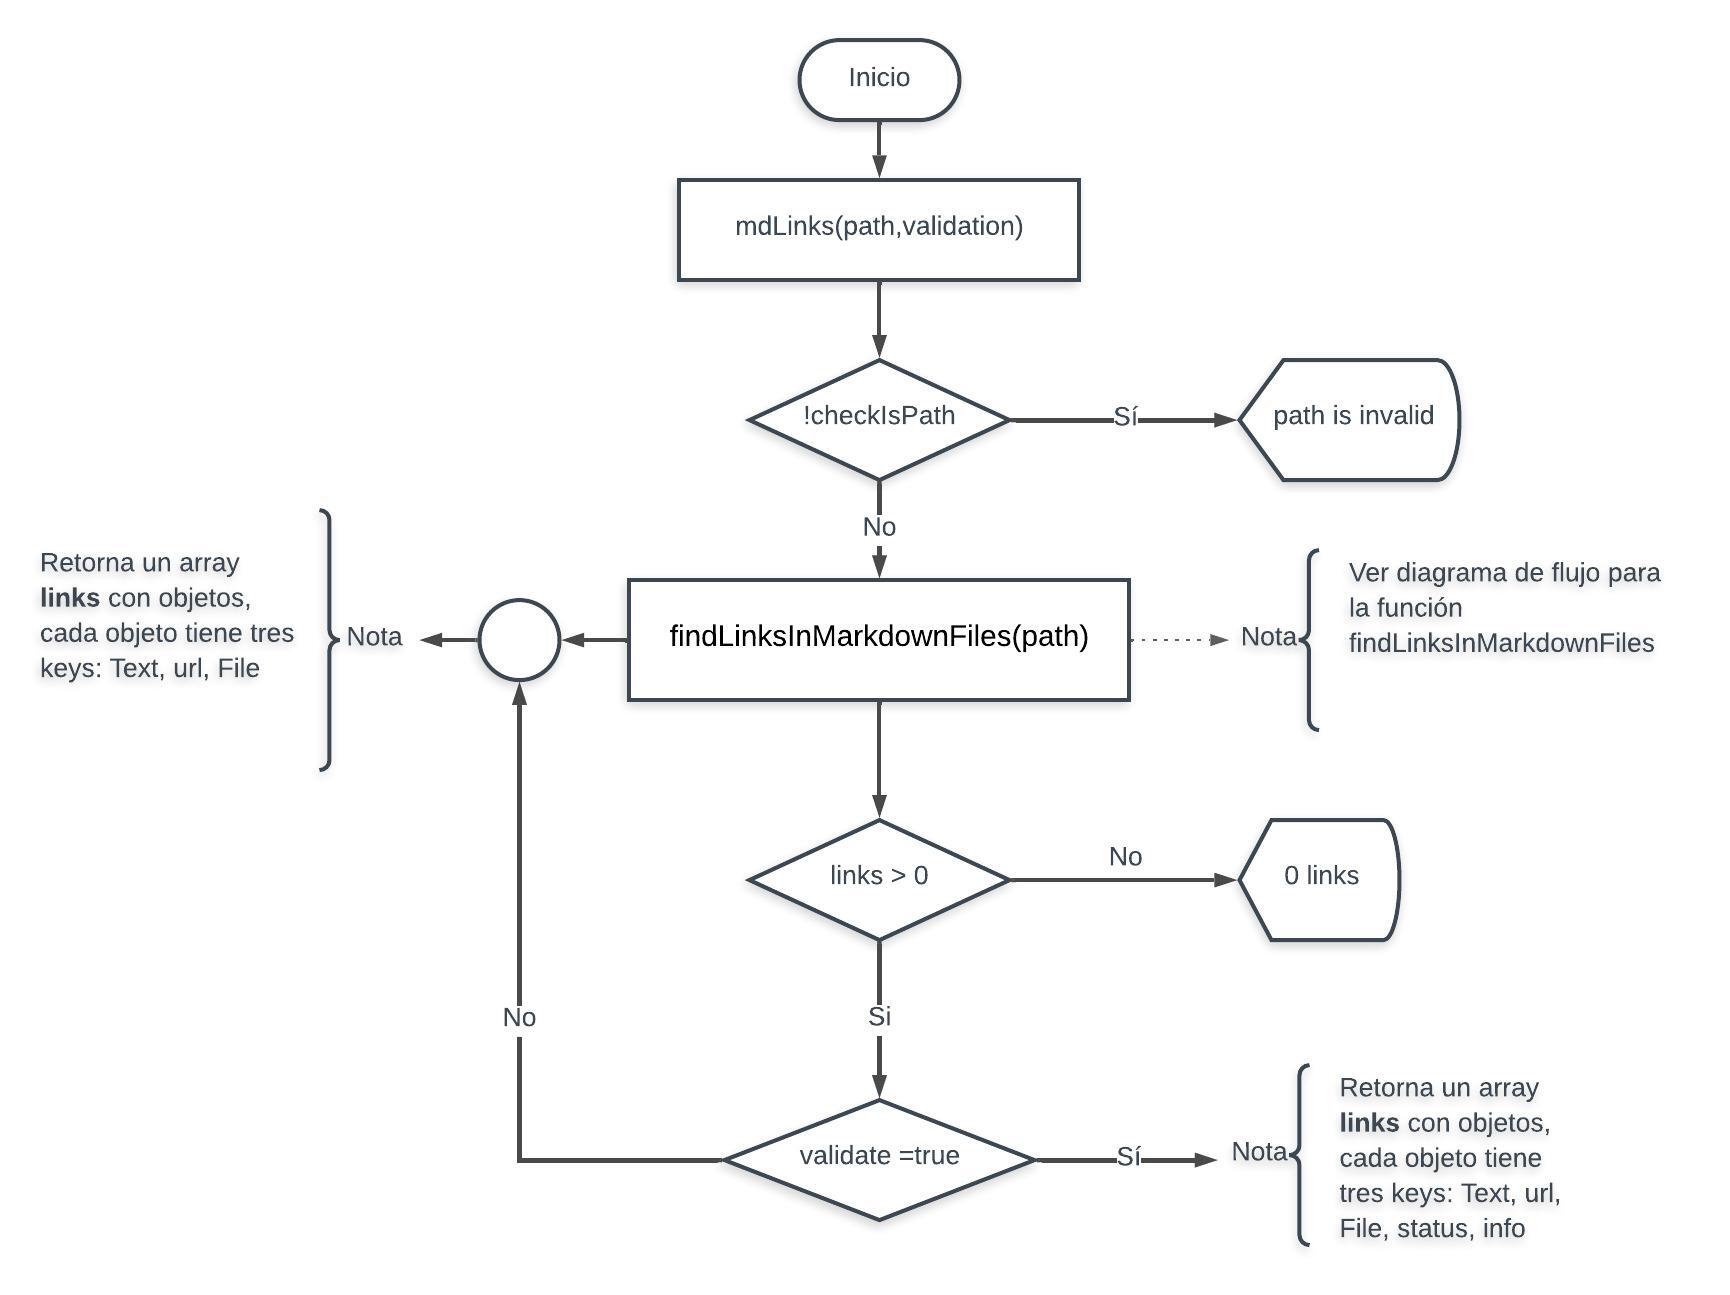 Inicio
mdLinks(path,validation)
!checkIsPath
Sí
path is invalid
No
Retorna un array
links con objetos,
cada objeto tiene tres
keys: Text, url, File
Nota
findLinksInMarkdownFiles(path)
Nota
Ver diagrama de flujo para
la función
findLinksInMarkdownFiles
links > 0
No
0 links
No
Si
validate =true
Sí
Nota
Retorna un array
links con objetos,
cada objeto tiene
tres keys: Text, url,
File, status, info